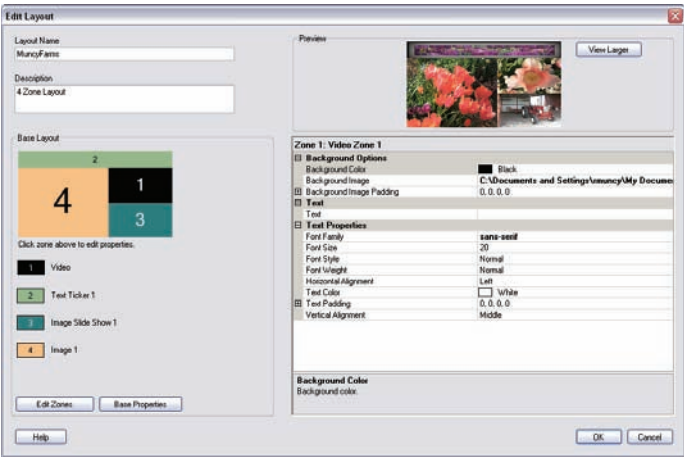 Edit Layout
Layout Name
MuncyFarms
Description
4 Zone Layout
Preview
View Larger
Base Layout
2
4
1
3
Click zone above to edit properties.
1 Video
2 Text Ticker 1
3 Image Slide Show 1
4 Image 1
Edit Zones Base Properties
Zone 1: Video Zone 1
Background Options
Background Color Black
Background Image C:\Documents and Settings\nmuncy\My Docume
Background Image Padding 0, 0, 0, 0
Text
Text
Text Properties
Font Family sans-serif
Font Size 20
Font Style Normal
Font Weight Normal
Horizontal Alignment Left
Text Color White
Text Padding 0, 0, 0, 0
Vertical Alignment Middle
Background Color
Background color.
Help OK Cancel